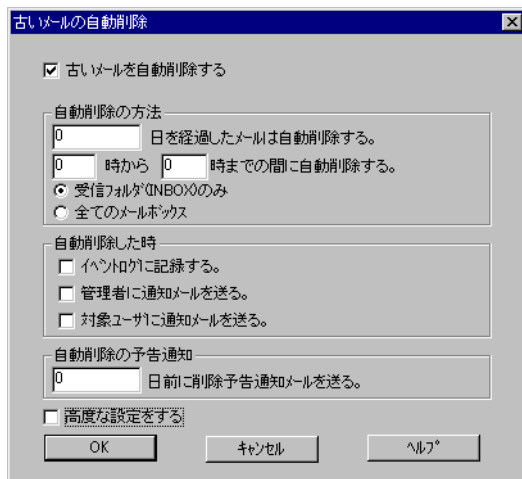 古いメールの自動削除
古いメールを自動削除する
自動削除の方法
0 日を経過したメールは自動削除する。
0 時から 0 時までの間に自動削除する。
受信フォルダ(INBOX)のみ
全てのメールボックス
自動削除した時
イベントログに記録する。
管理者に通知メールを送る。
対象ユーザに通知メールを送る。
自動削除の予告通知
0 日前に削除予告通知メールを送る。
高度な設定をする
OK キャンセル ヘルプ